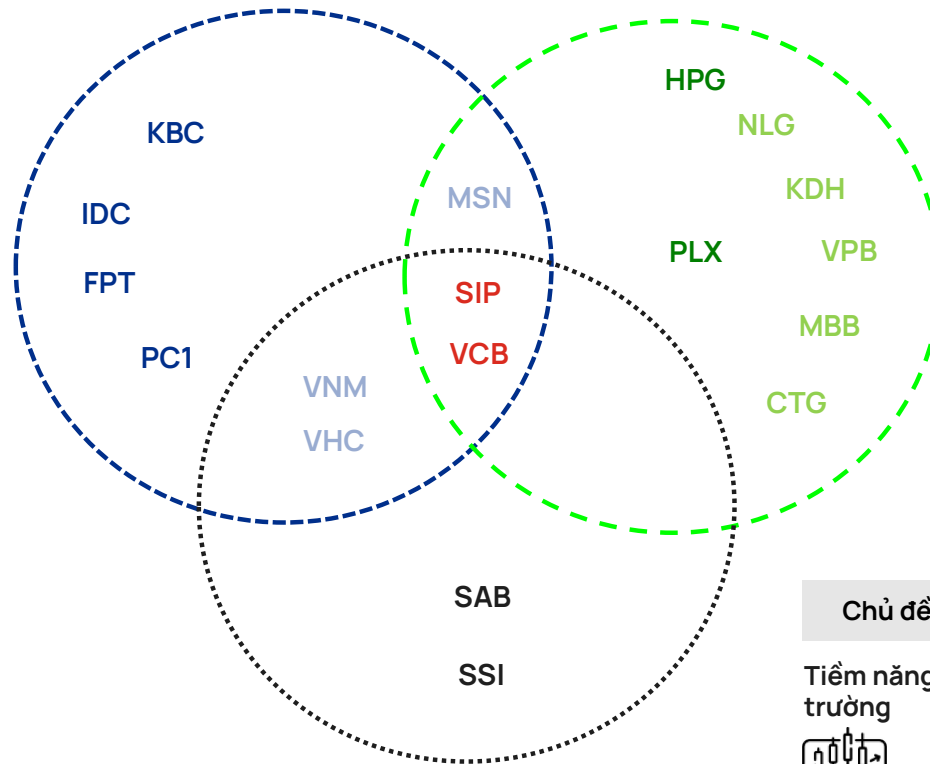 HPG
NLG
KBC
KDH
MSN
IDC
VPB
PLX
FPT
SIP
MBB
VCB
PC1
VNM
CTG
VHC
SAB
Chủ đề
SSI
Tiềm năng
trường